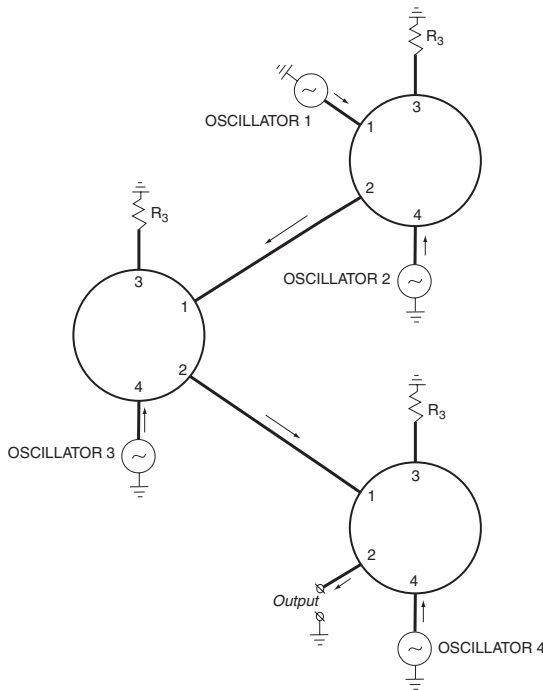 R3
OSCILLATOR 1
1
3
2
4
OSCILLATOR 2
R3
3
1
2
4
OSCILLATOR 3
R3
3
1
2
4
Output
OSCILLATOR 4